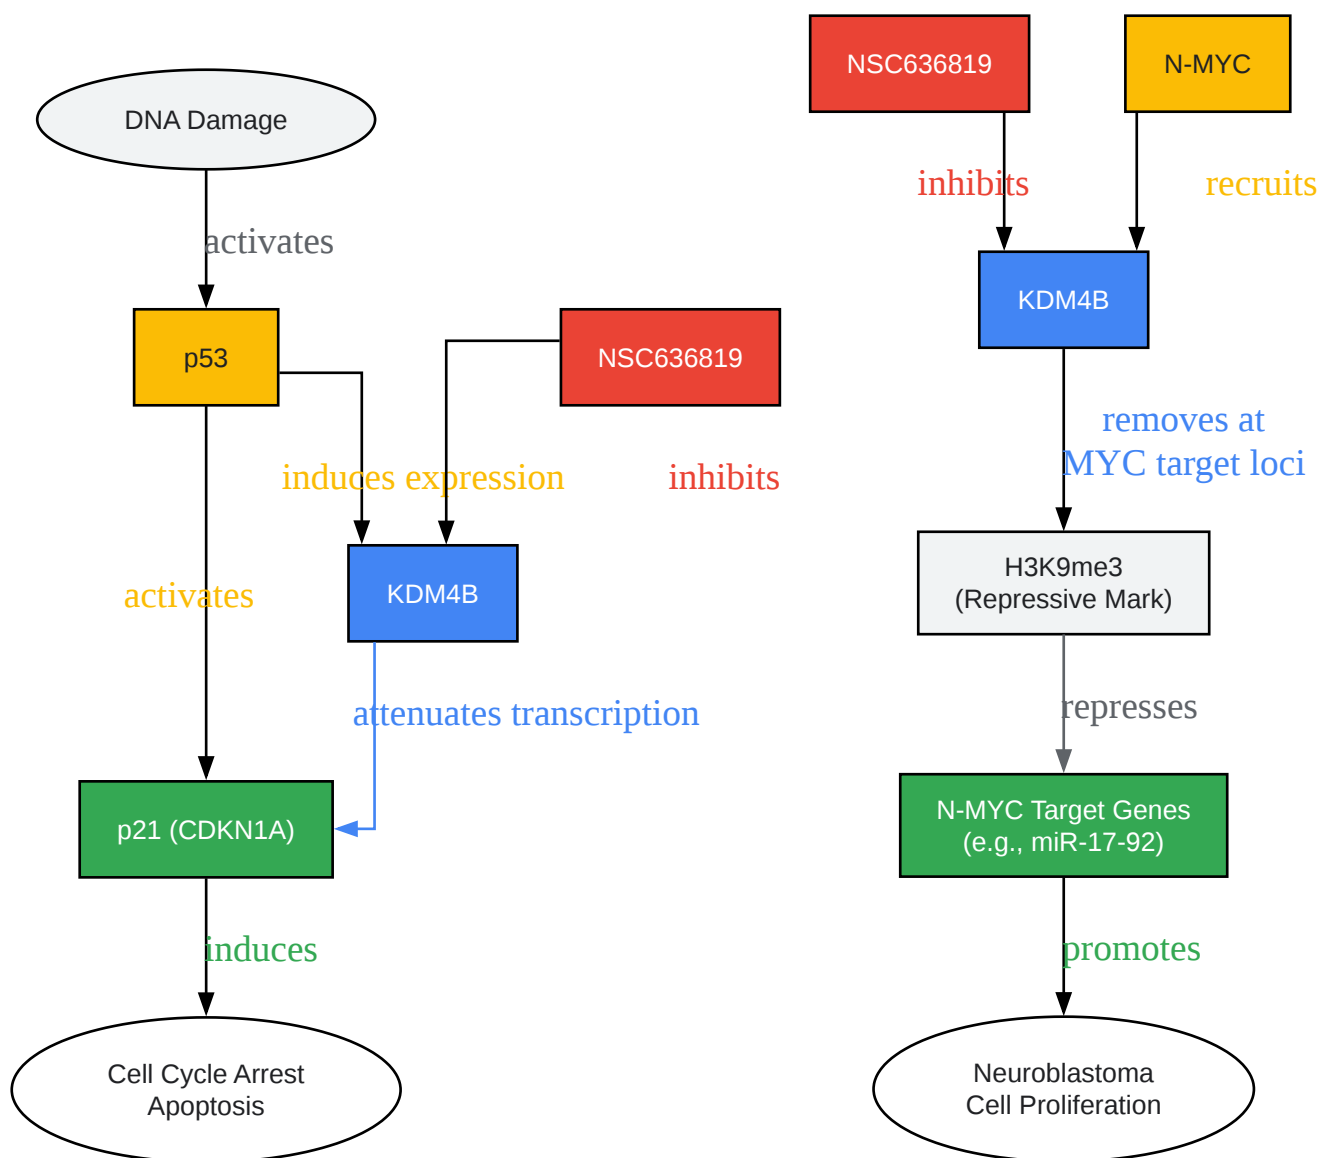 DNA Damage
activates
p53
NSC636819
induces expression
inhibits
KDM4B
activates
attenuates transcription
p21 (CDKN1A)
induces
Cell Cycle Arrest
Apoptosis
NSC636819
N-MYC
inhibits
recruits
KDM4B
removes at
MYC target loci
H3K9me3
(Repressive Mark)
represses
N-MYC Target Genes
(e.g., miR-17-92)
promotes
Neuroblastoma
Cell Proliferation